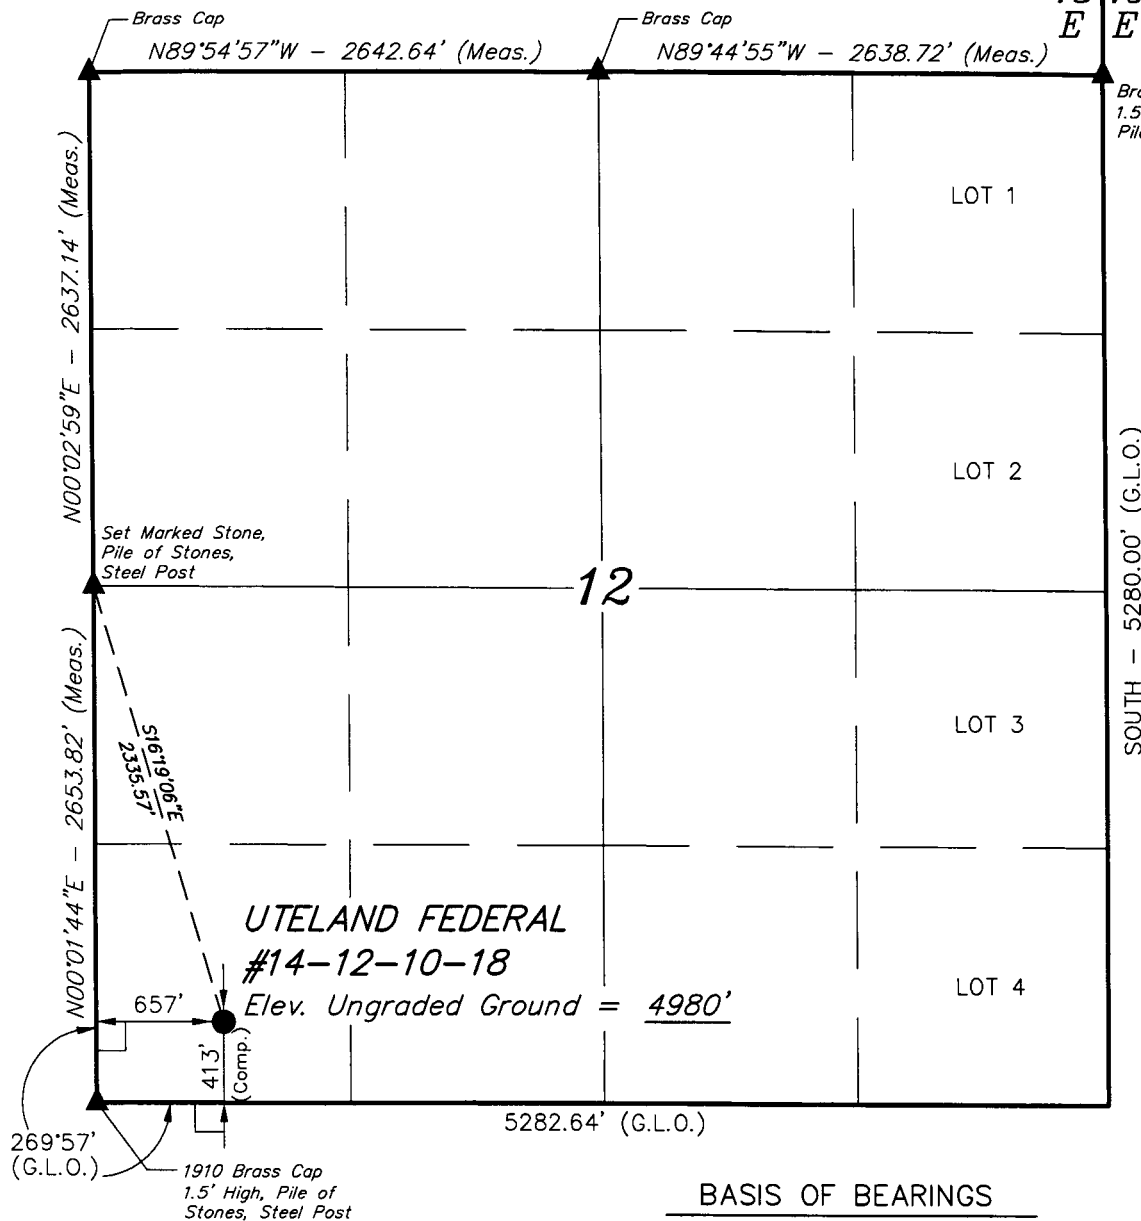 Brass Cap
Brass Cap
E E
N89°54'57"W - 2642.64' (Meas.)
N89°44'55"W - 2638.72' (Meas.)
1.5
LOT 1
N00°02'59"E - 2637.14' (Meas.)
LOT 2
SOUTH - 5280.00' (G.L.O.)
Set Marked Stone,
Pile of Stones,
Steel Post
12
N00°01'44"E - 2653.82' (Meas.)
S16°19'06"E
2335.57'
LOT 3
UTELAND FEDERAL
#14-12-10-18
Elev. Ungraded Ground = 4980'
LOT 4
657'
413'
(Comp.)
5282.64' (G.L.O.)
269°57'
(G.L.O.)
1910 Brass Cap
1.5' High, Pile of
Stones, Steel Post
BASIS OF BEARINGS